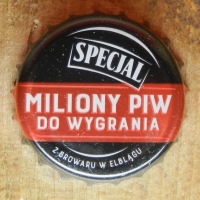 SPECJAL
MILIONY PIW
DO WYGRANIA
Z BROWARU W ELBLĄGU